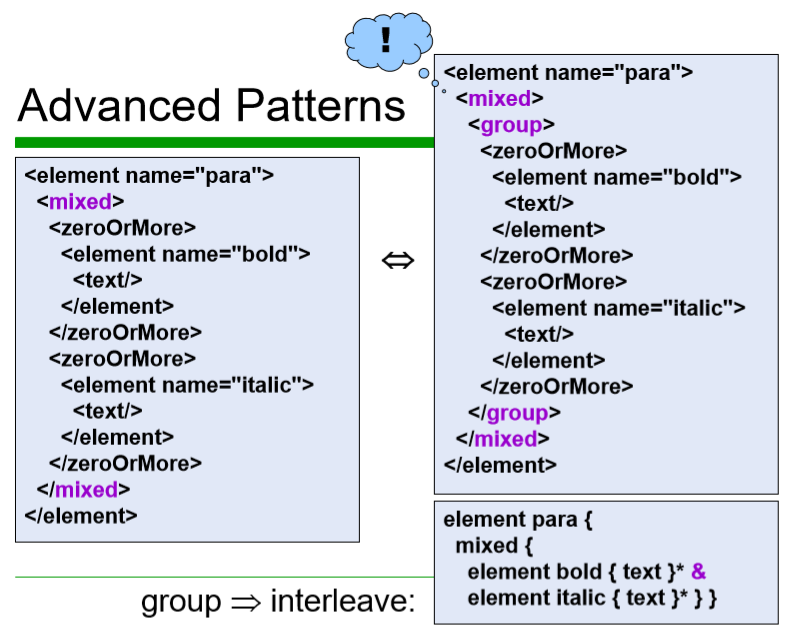 !
Advanced Patterns
<element name="para">
<mixed>
<zeroOrMore>
<element name="bold">
<text/>
</element>
</zeroOrMore>
<zeroOrMore>
<element name="italic">
<text/>
</element>
</zeroOrMore>
</mixed>
</element>
⇔
<element name="para">
<mixed>
<group>
<zeroOrMore>
<element name="bold">
<text/>
</element>
</zeroOrMore>
<zeroOrMore>
<element name="italic">
<text/>
</element>
</zeroOrMore>
</group>
</mixed>
</element>
group ⇒ interleave:
element para {
mixed {
element bold { text }* &
element italic { text }* } }